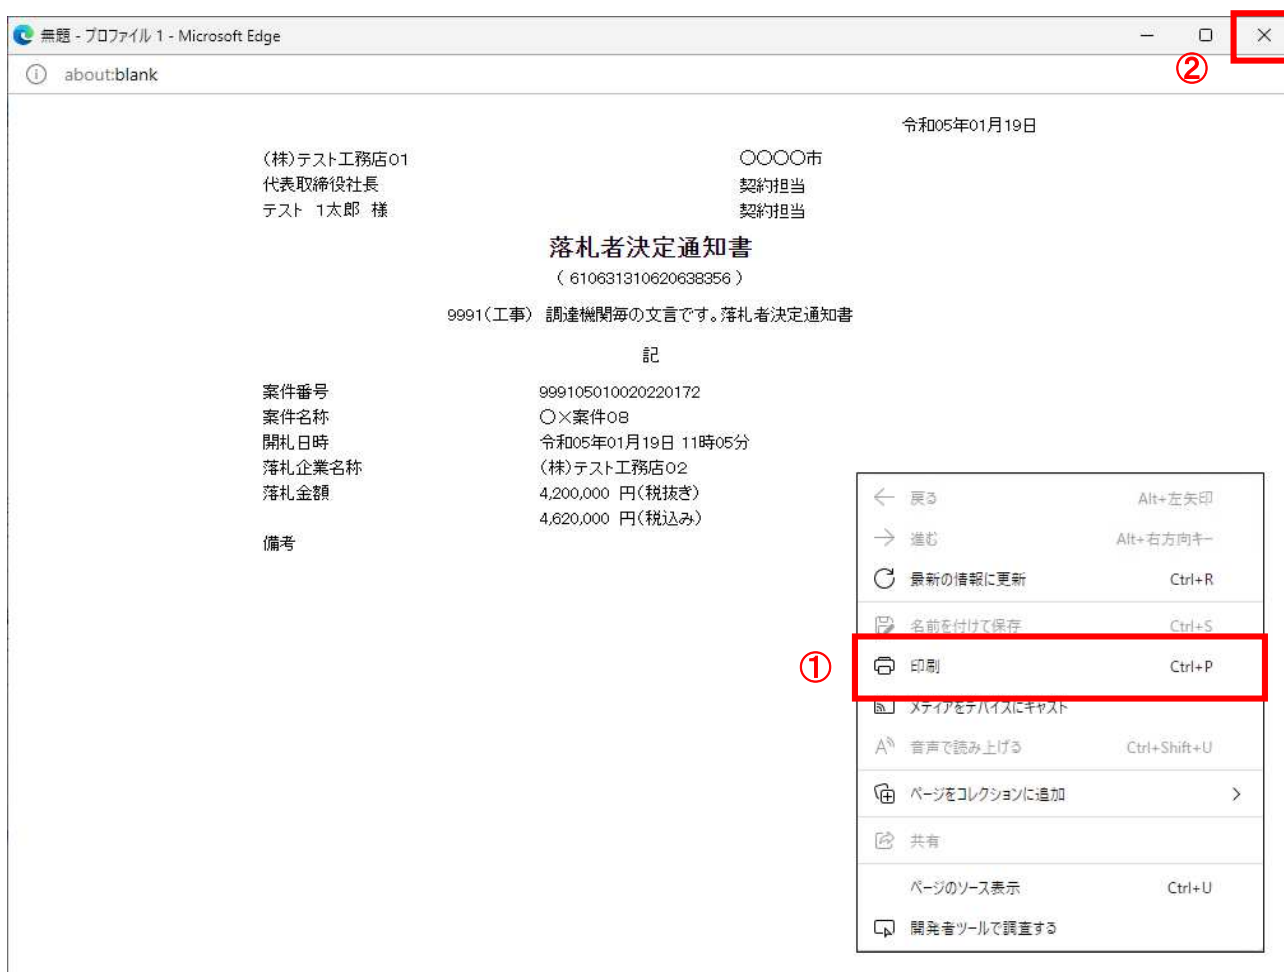 無題 - プロファイル 1 - Microsoft Edge
②
about:blank
令和05年01月19日
(株)テスト工務店01 ○○○○市
代表取締役社長 契約担当
テスト 1太郎 様 契約担当
落札者決定通知書
( 610631310620638356 )
9991(工事) 調達機関毎の文言です。落札者決定通知書
記
案件番号 999105010020220172
案件名称 ○×案件08
開札日時 令和05年01月19日 11時05分
落札企業名称 (株)テスト工務店02
落札金額 4,200,000 円(税抜き)
4,620,000 円(税込み)
備考
戻る Alt+左矢印
進む Alt+右方向キー
最新の情報に更新 Ctrl+R
名前を付けて保存 Ctrl+S
① 印刷 Ctrl+P
メディアをデバイスにキャスト
音声で読み上げる Ctrl+Shift+U
ページをコレクションに追加
共有
ページのソース表示 Ctrl+U
開発者ツールで調査する